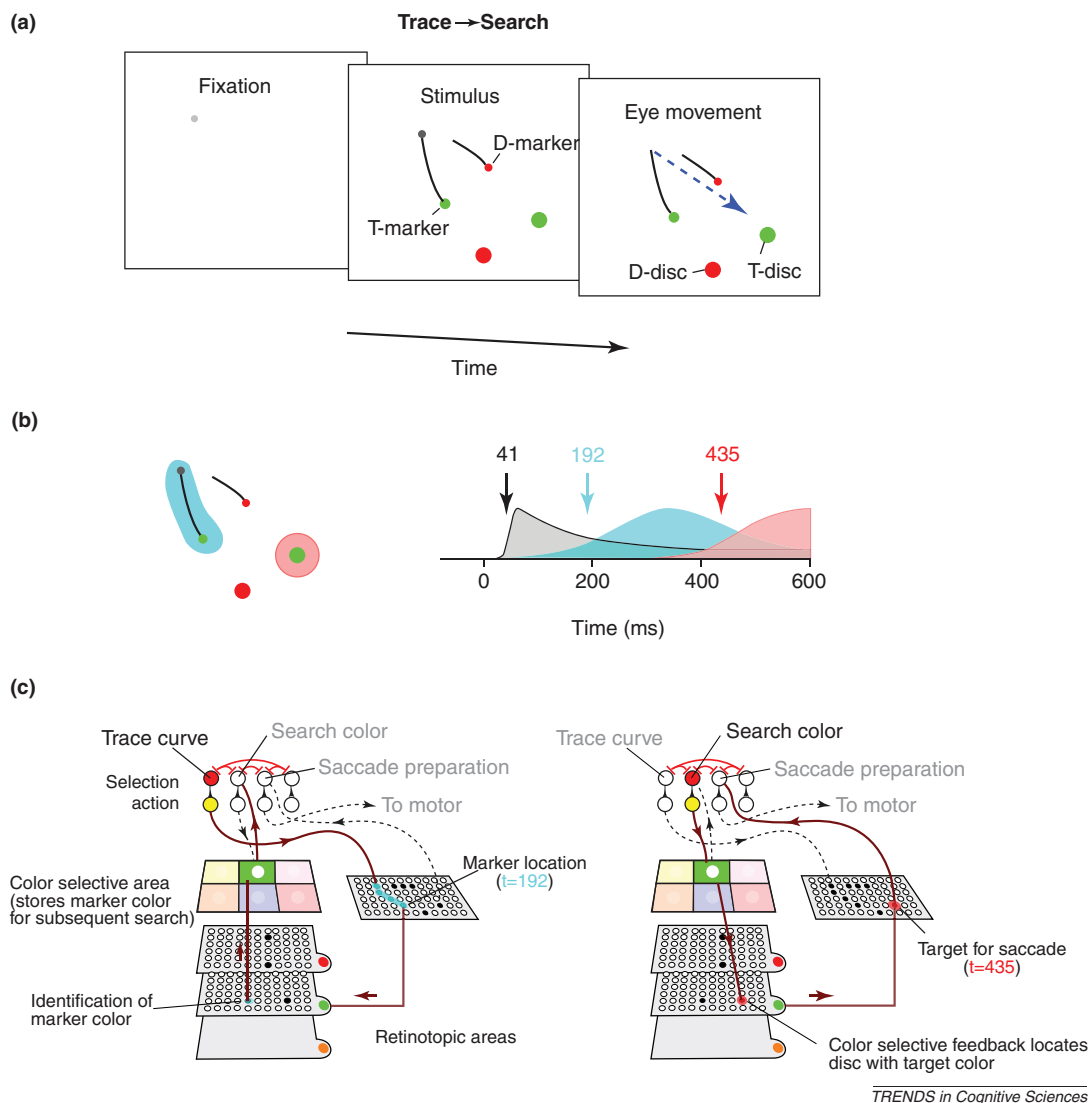 (a)
Trace→Search
Fixation
Stimulus
D-marker
T-marker
Eye movement
D-disc
T-disc
Time
(b)
41
192
435
0
200
400
600
Time (ms)
(c)
Trace curve
Search color
Saccade preparation
Selection
action
To motor
Color selective area
(stores marker color
for subsequent search)
Marker location
(t=192)
Identification of
marker color
Retinotopic areas
Trace curve
Search color
Saccade preparation
To motor
Target for saccade
(t=435)
Color selective feedback locates
disc with target color
TRENDS in Cognitive Sciences